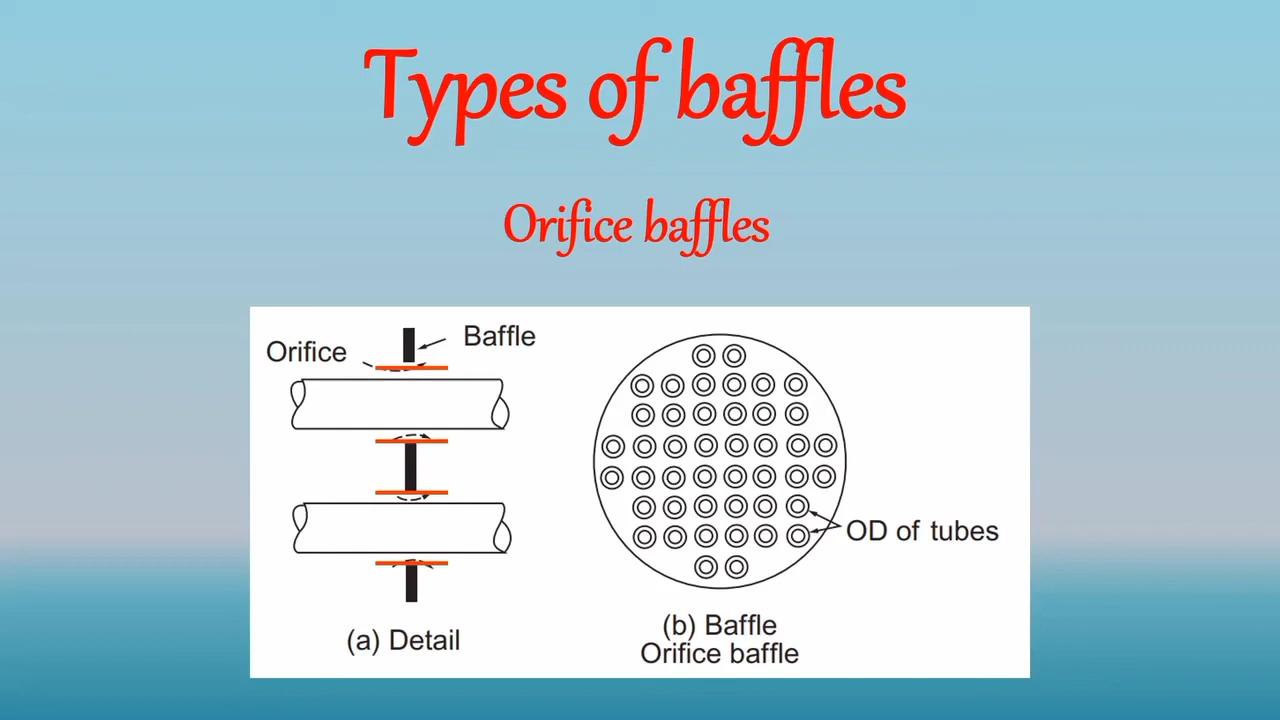 Types of baffles
Orifice baffles
Orifice
Baffle
(a) Detail
OD of tubes
(b) Baffle
Orifice baffle